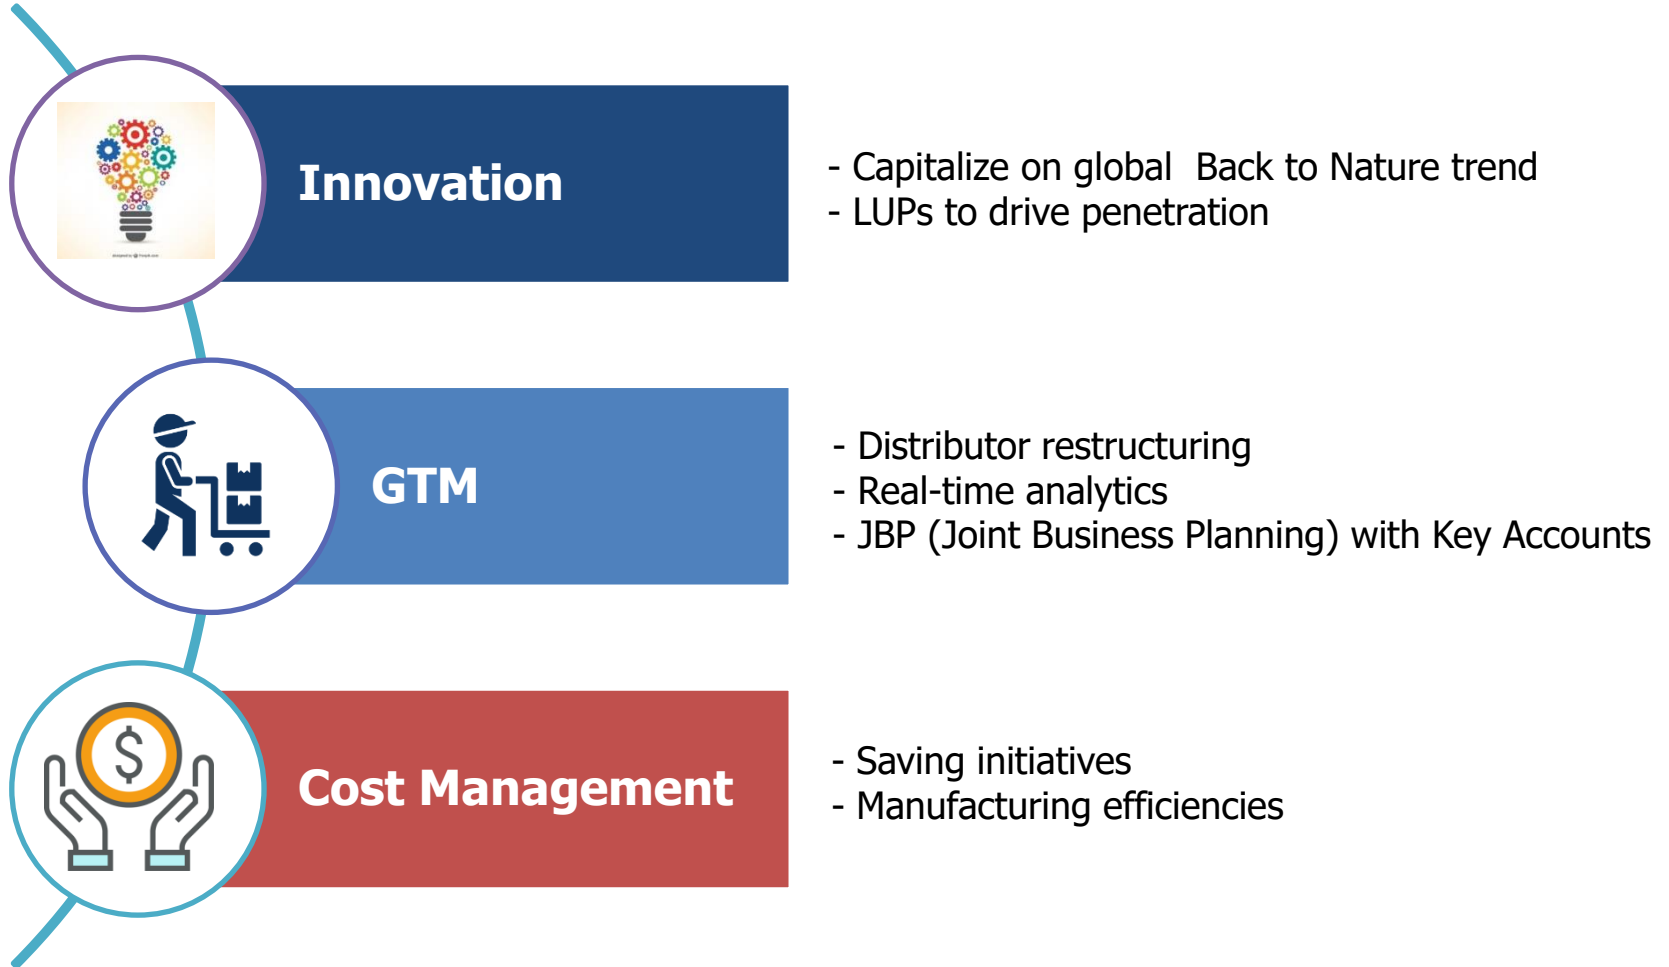 Innovation
- Capitalize on global  Back to Nature trend
- LUPs to drive penetration
GTM
- Distributor restructuring
- Real-time analytics
- JBP (Joint Business Planning) with Key Accounts
$
Cost Management
- Saving initiatives
- Manufacturing efficiencies